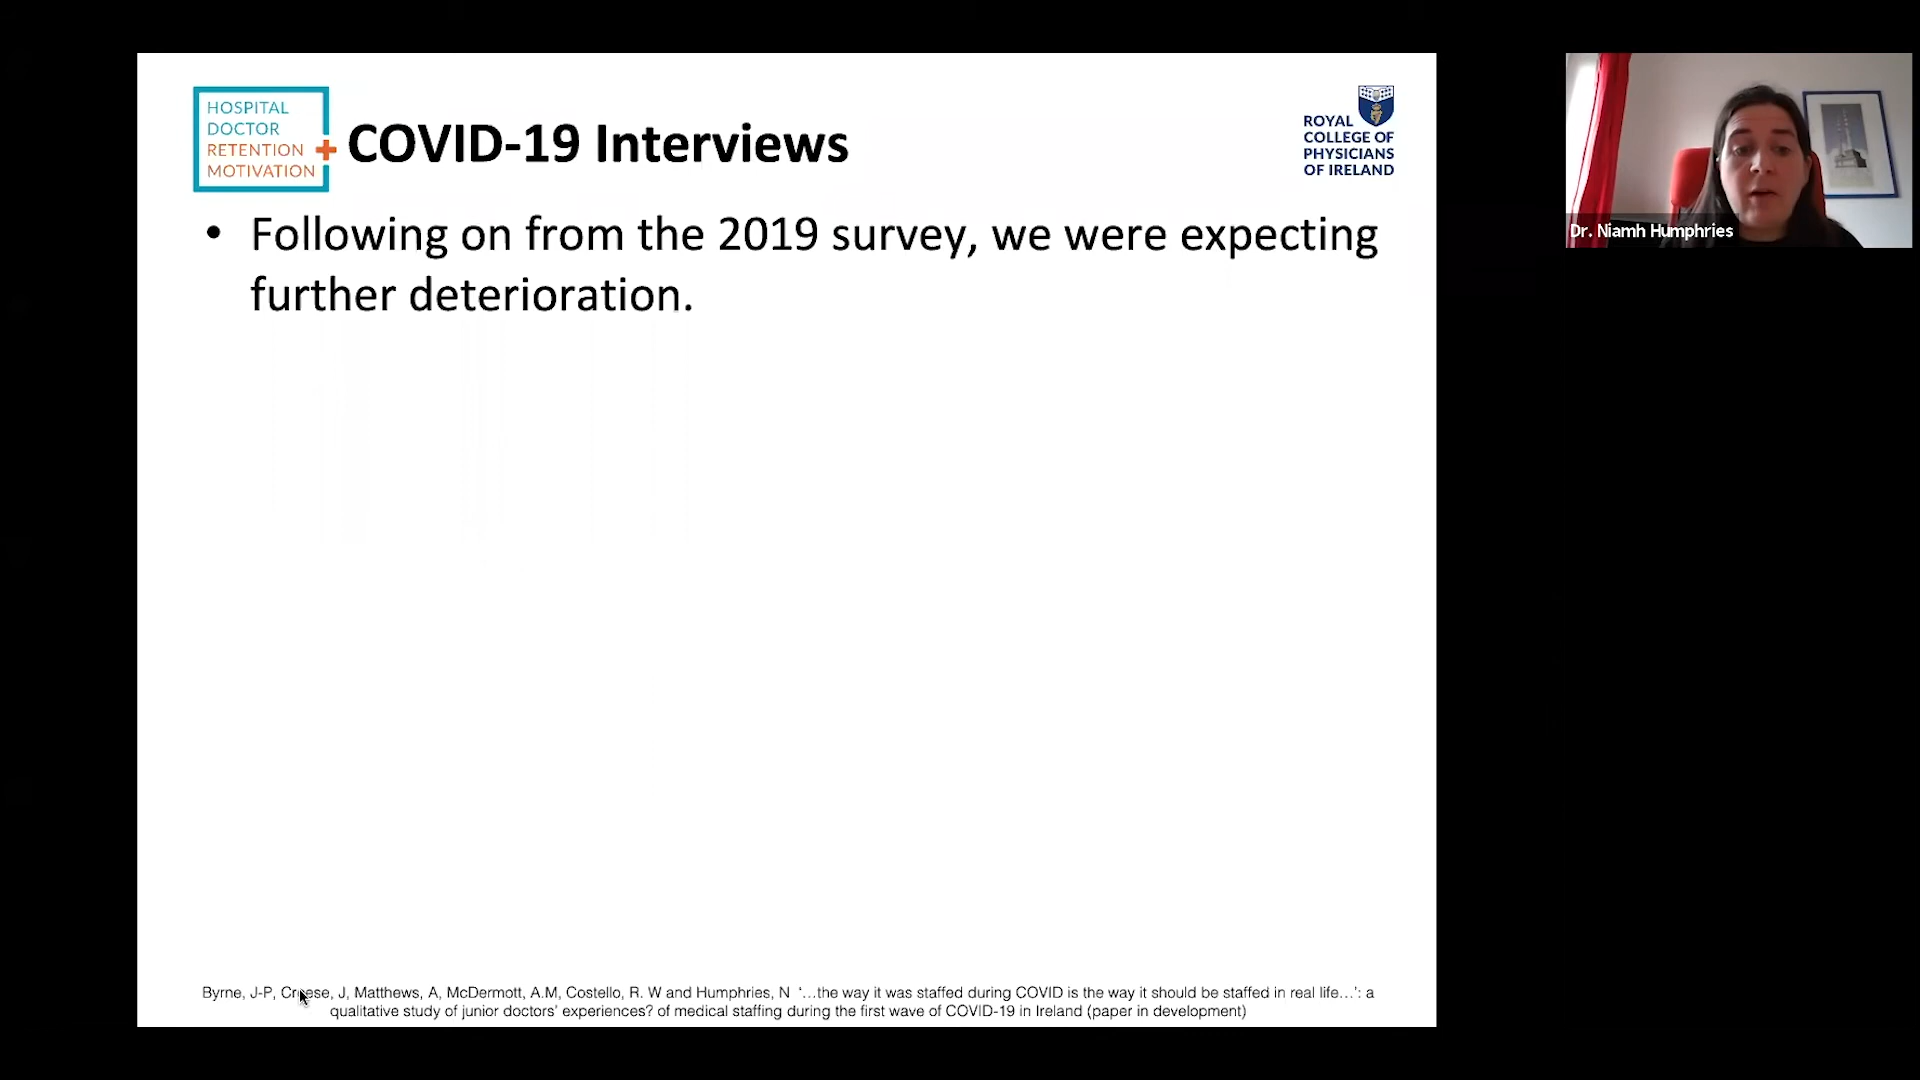 HOSPITAL
DOCTOR
RETENTION
MOTIVATION
COVID-19 Interviews
ROYAL
COLLEGE OF
PHYSICIANS
OF IRELAND
• Following on from the 2019 survey, we were expecting
further deterioration.
Byrne, J-P, Creese, J, Matthews, A, McDermott, A.M, Costello, R. W and Humphries, N ‘…the way it was staffed during COVID is the way it should be staffed in real life…’: a
qualitative study of junior doctors’ experiences? of medical staffing during the first wave of COVID-19 in Ireland (paper in development)
Dr. Niamh Humphries